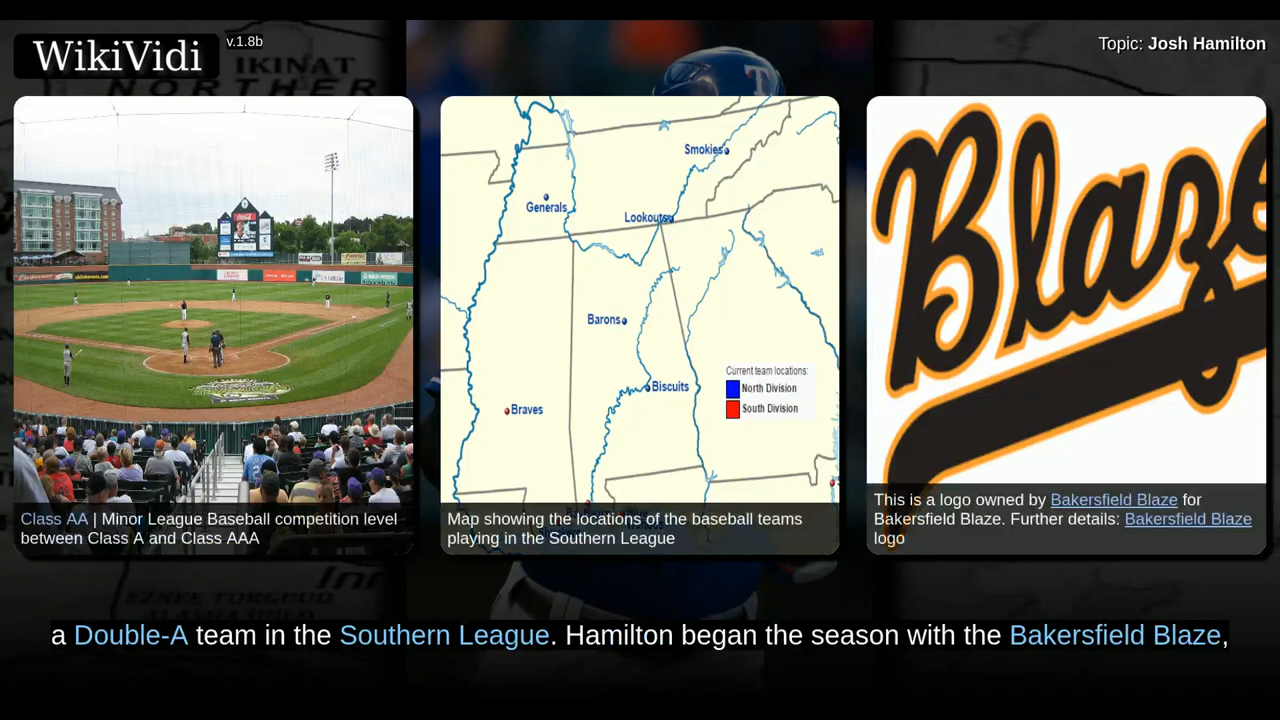 WikiVidi
v.1.8b
Topic: Josh Hamilton
IKINAT
NORTHER
T
Smokies
Generals
Lookouts
Barons
Biscuits
Braves
Current team locations:
North Division
South Division
Blaze
Class AA | Minor League Baseball competition level
between Class A and Class AAA
Map showing the locations of the baseball teams
playing in the Southern League
This is a logo owned by Bakersfield Blaze for
Bakersfield Blaze. Further details: Bakersfield Blaze
logo
a Double-A team in the Southern League. Hamilton began the season with the Bakersfield Blaze,